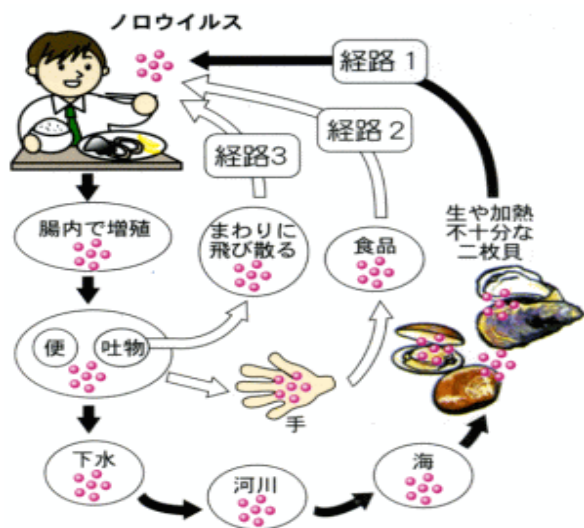 ノロウイルス
経路1
経路2
経路3
腸内で増殖
まわりに
飛び散る
食品
生や加熱
不十分な
二枚貝
便
吐物
手
下水
河川
海